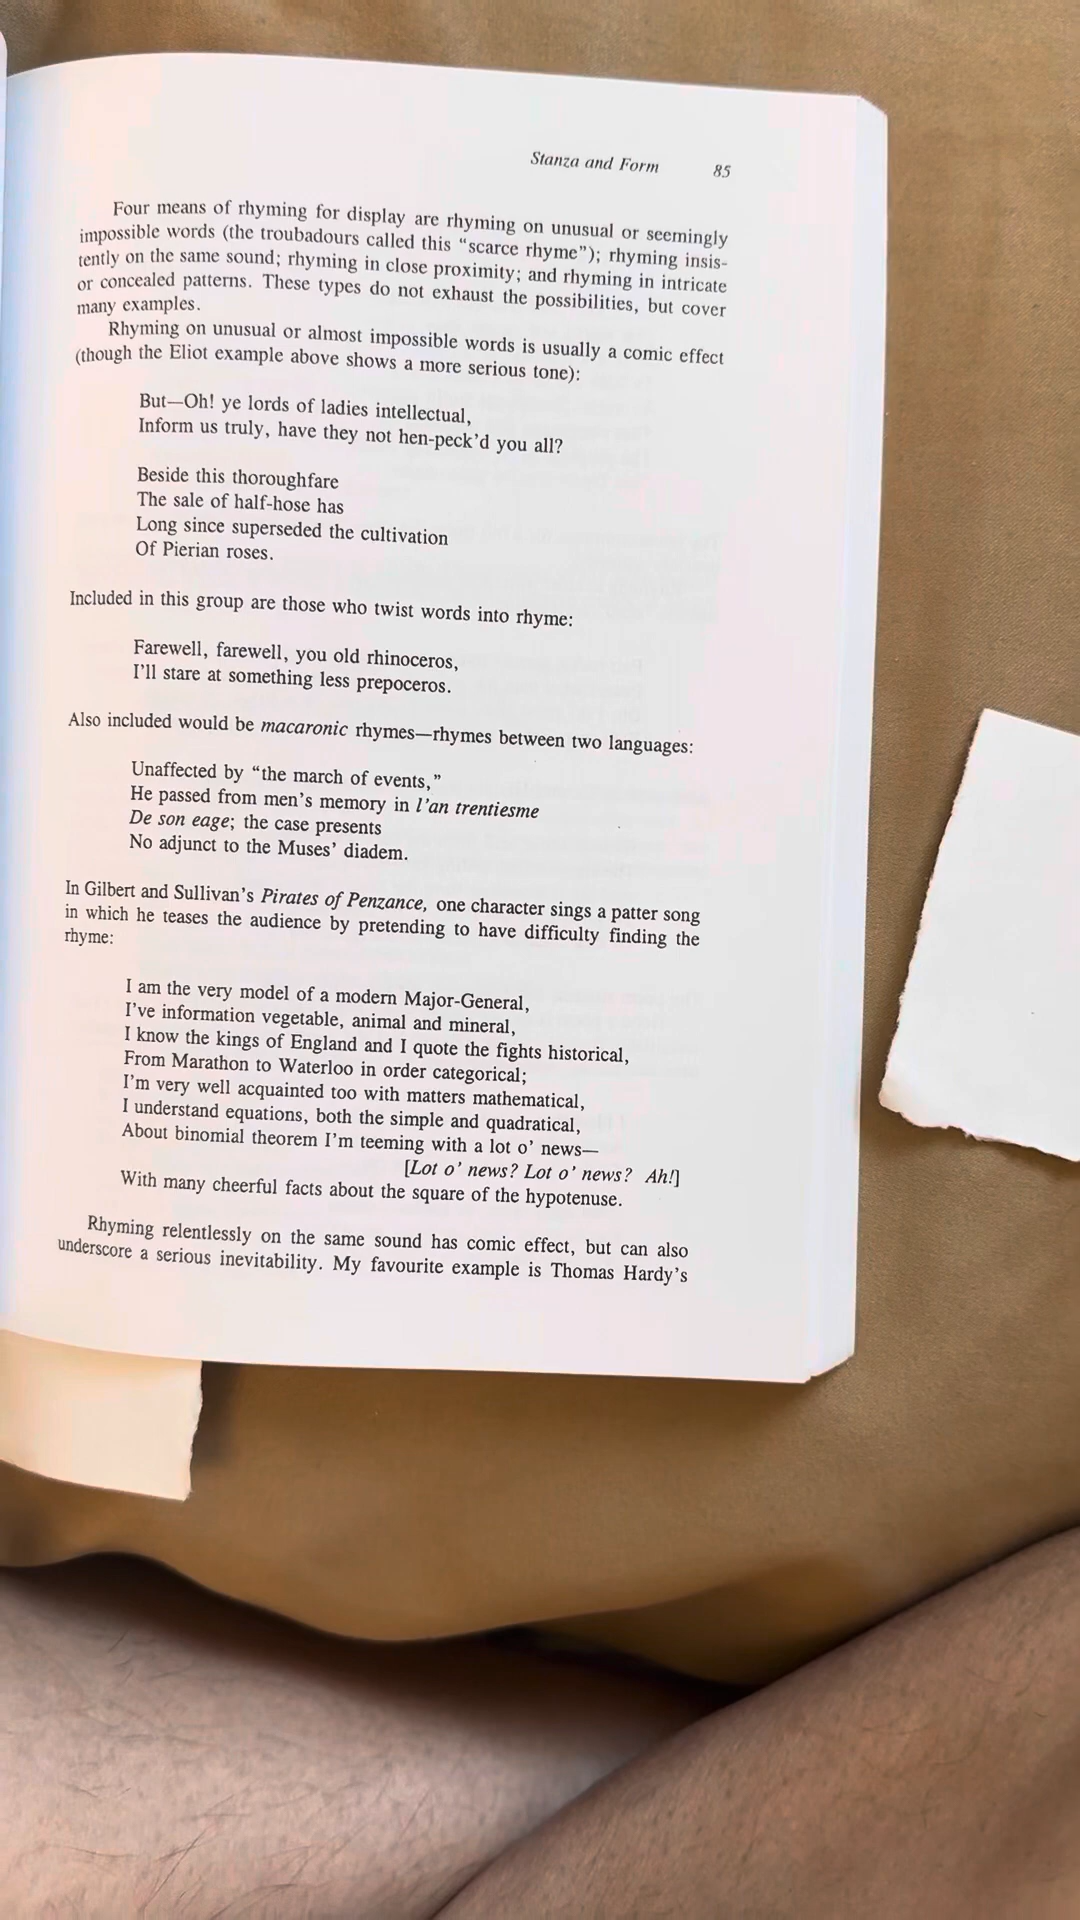 Stanza and Form 85
Four means of rhyming for display are rhyming on unusual or seemingly
impossible words (the troubadours called this “scarce rhyme”); rhyming insis-
tently on the same sound; rhyming in close proximity; and rhyming in intricate
or concealed patterns. These types do not exhaust the possibilities, but cover
many examples.
Rhyming on unusual or almost impossible words is usually a comic effect
(though the Eliot example above shows a more serious tone):
But—Oh! ye lords of ladies intellectual,
Inform us truly, have they not hen-peck’d you all?
Beside this thoroughfare
The sale of half-hose has
Long since superseded the cultivation
Of Pierian roses.
Included in this group are those who twist words into rhyme:
Farewell, farewell, you old rhinoceros,
I’ll stare at something less prepoceros.
Also included would be macaronic rhymes—rhymes between two languages:
Unaffected by “the march of events,”
He passed from men’s memory in l’an trentiesme
De son eage; the case presents
No adjunct to the Muses’ diadem.
In Gilbert and Sullivan’s Pirates of Penzance, one character sings a patter song
in which he teases the audience by pretending to have difficulty finding the
rhyme:
I am the very model of a modern Major-General,
I’ve information vegetable, animal and mineral,
I know the kings of England and I quote the fights historical,
From Marathon to Waterloo in order categorical;
I’m very well acquainted too with matters mathematical,
I understand equations, both the simple and quadratical,
About binomial theorem I’m teeming with a lot o’ news—
[Lot o’ news? Lot o’ news? Ah!]
With many cheerful facts about the square of the hypotenuse.
Rhyming relentlessly on the same sound has comic effect, but can also
underscore a serious inevitability. My favourite example is Thomas Hardy’s